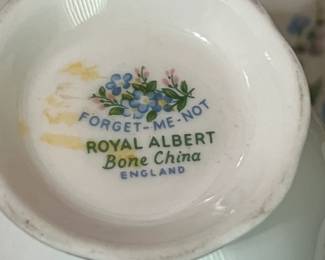 FORGET-ME-NOT
ROYAL ALBERT
Bone China
ENGLAND